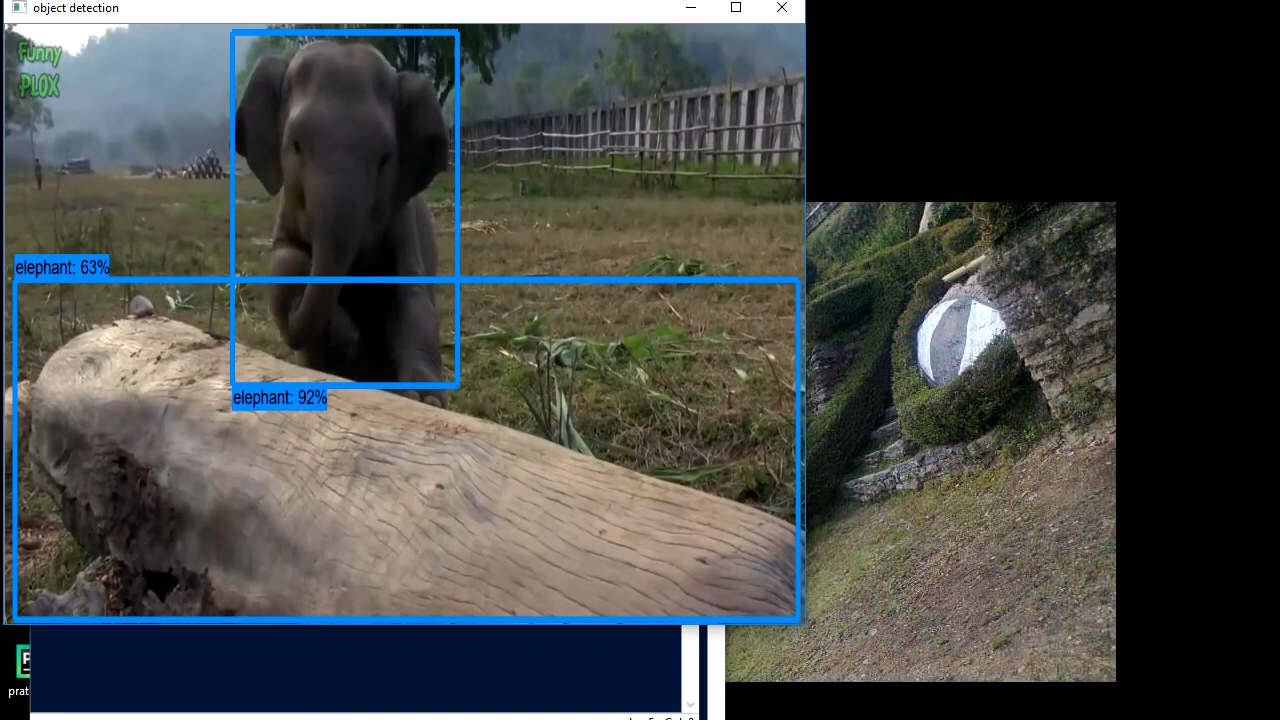 object detection
Funny
PLOX
elephant: 63%
elephant: 92%
prat